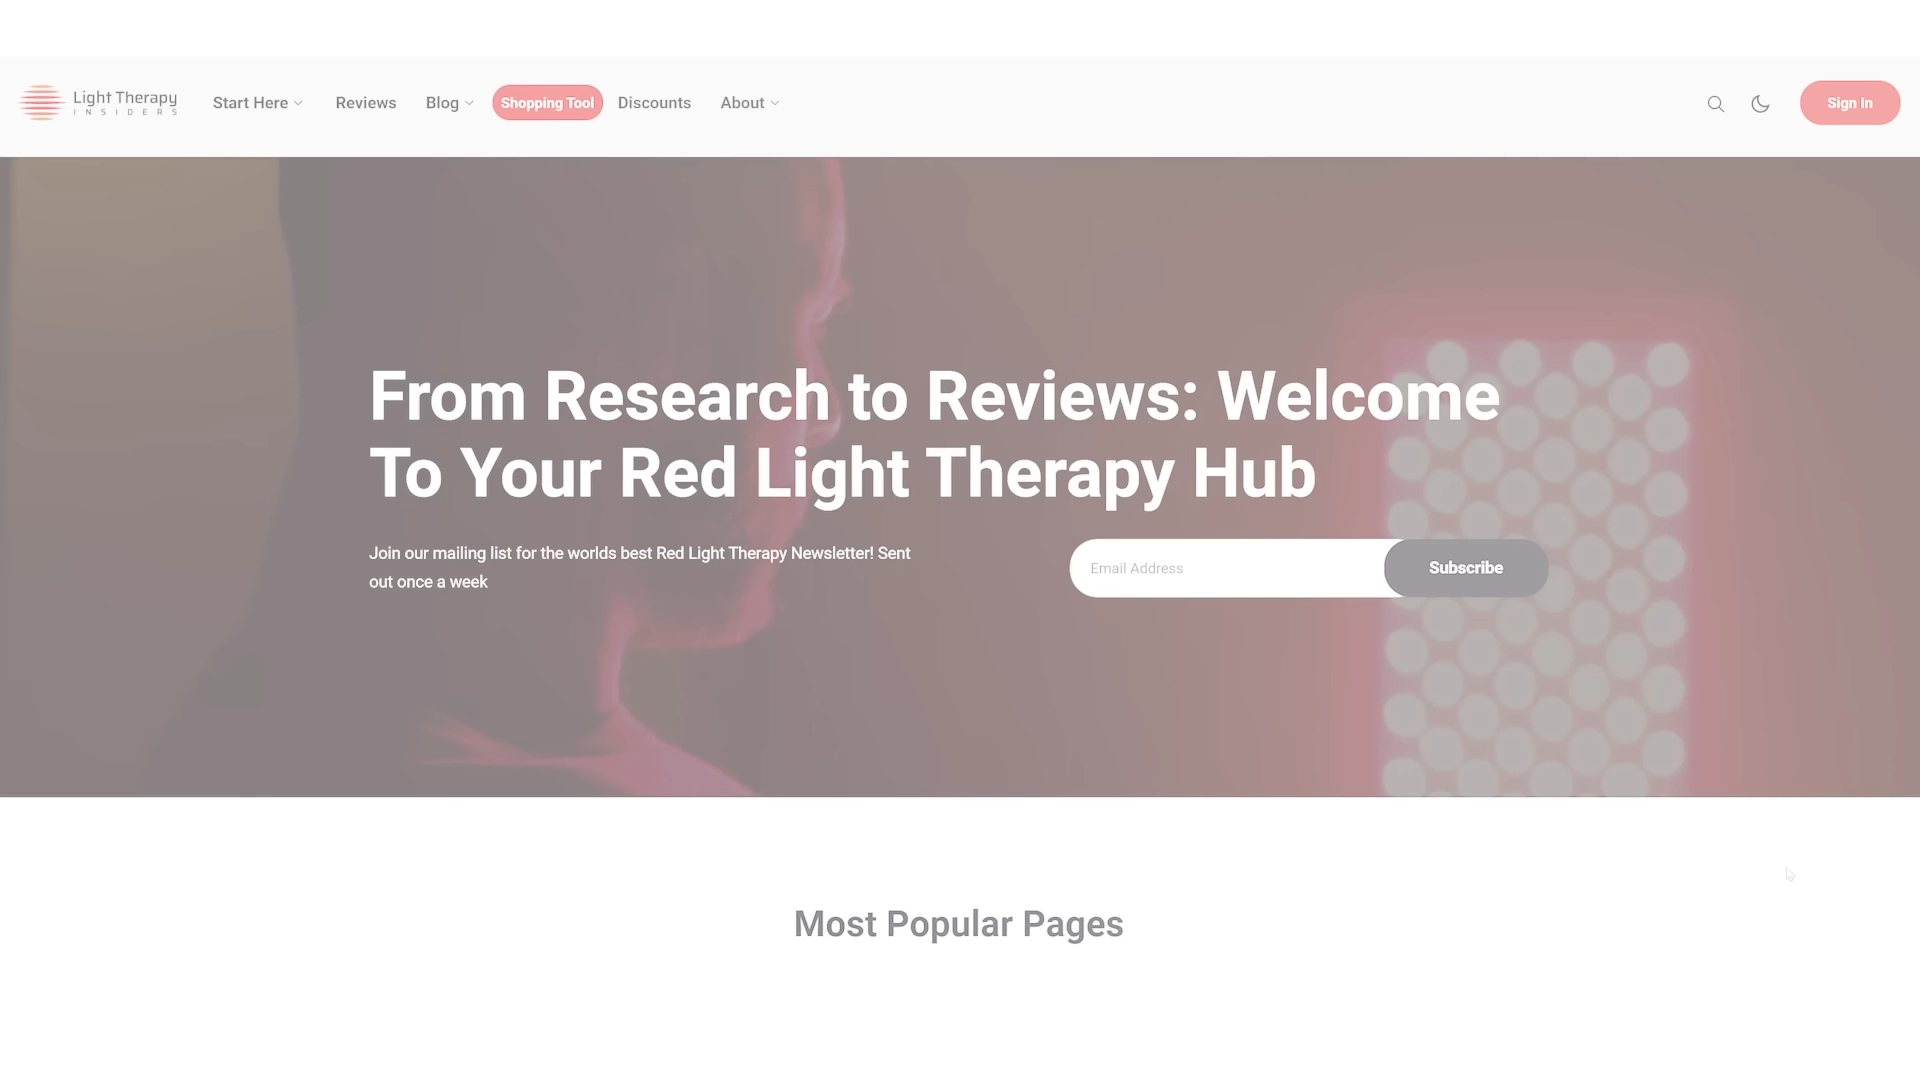 Light Therapy
INSIDERS
Start Here
Reviews
Blog
Shopping Tool
Discounts
About
Sign In
From Research to Reviews: Welcome
To Your Red Light Therapy Hub
Join our mailing list for the worlds best Red Light Therapy Newsletter! Sent
out once a week
Email Address
Subscribe
Most Popular Pages